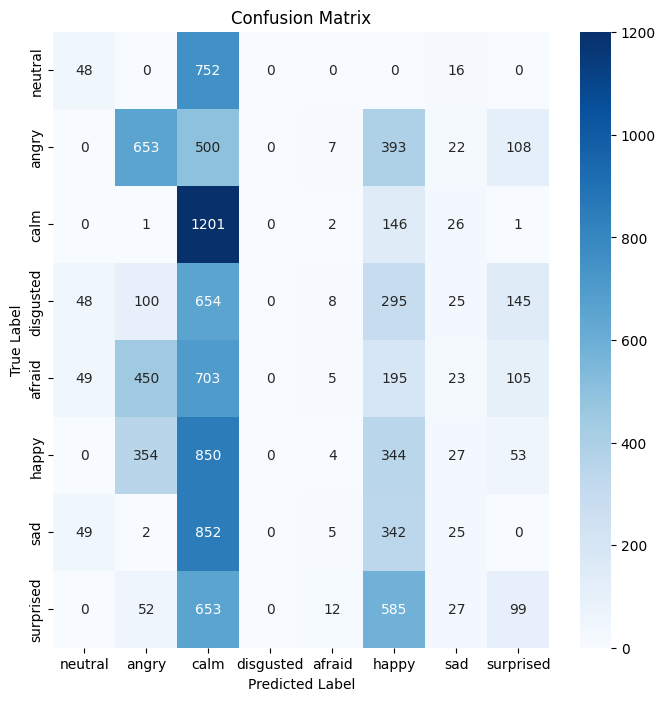 Confusion Matrix
True Label
neutral 48 0 752 0 0 0 16 0
angry 0 653 500 0 7 393 22 108
calm 0 1 1201 0 2 146 26 1
disgusted 48 100 654 0 8 295 25 145
afraid 49 450 703 0 5 195 23 105
happy 0 354 850 0 4 344 27 53
sad 49 2 852 0 5 342 25 0
surprised 0 52 653 0 12 585 27 99
neutral angry calm disgusted afraid happy sad surprised
Predicted Label
1200
1000
800
600
400
200
0